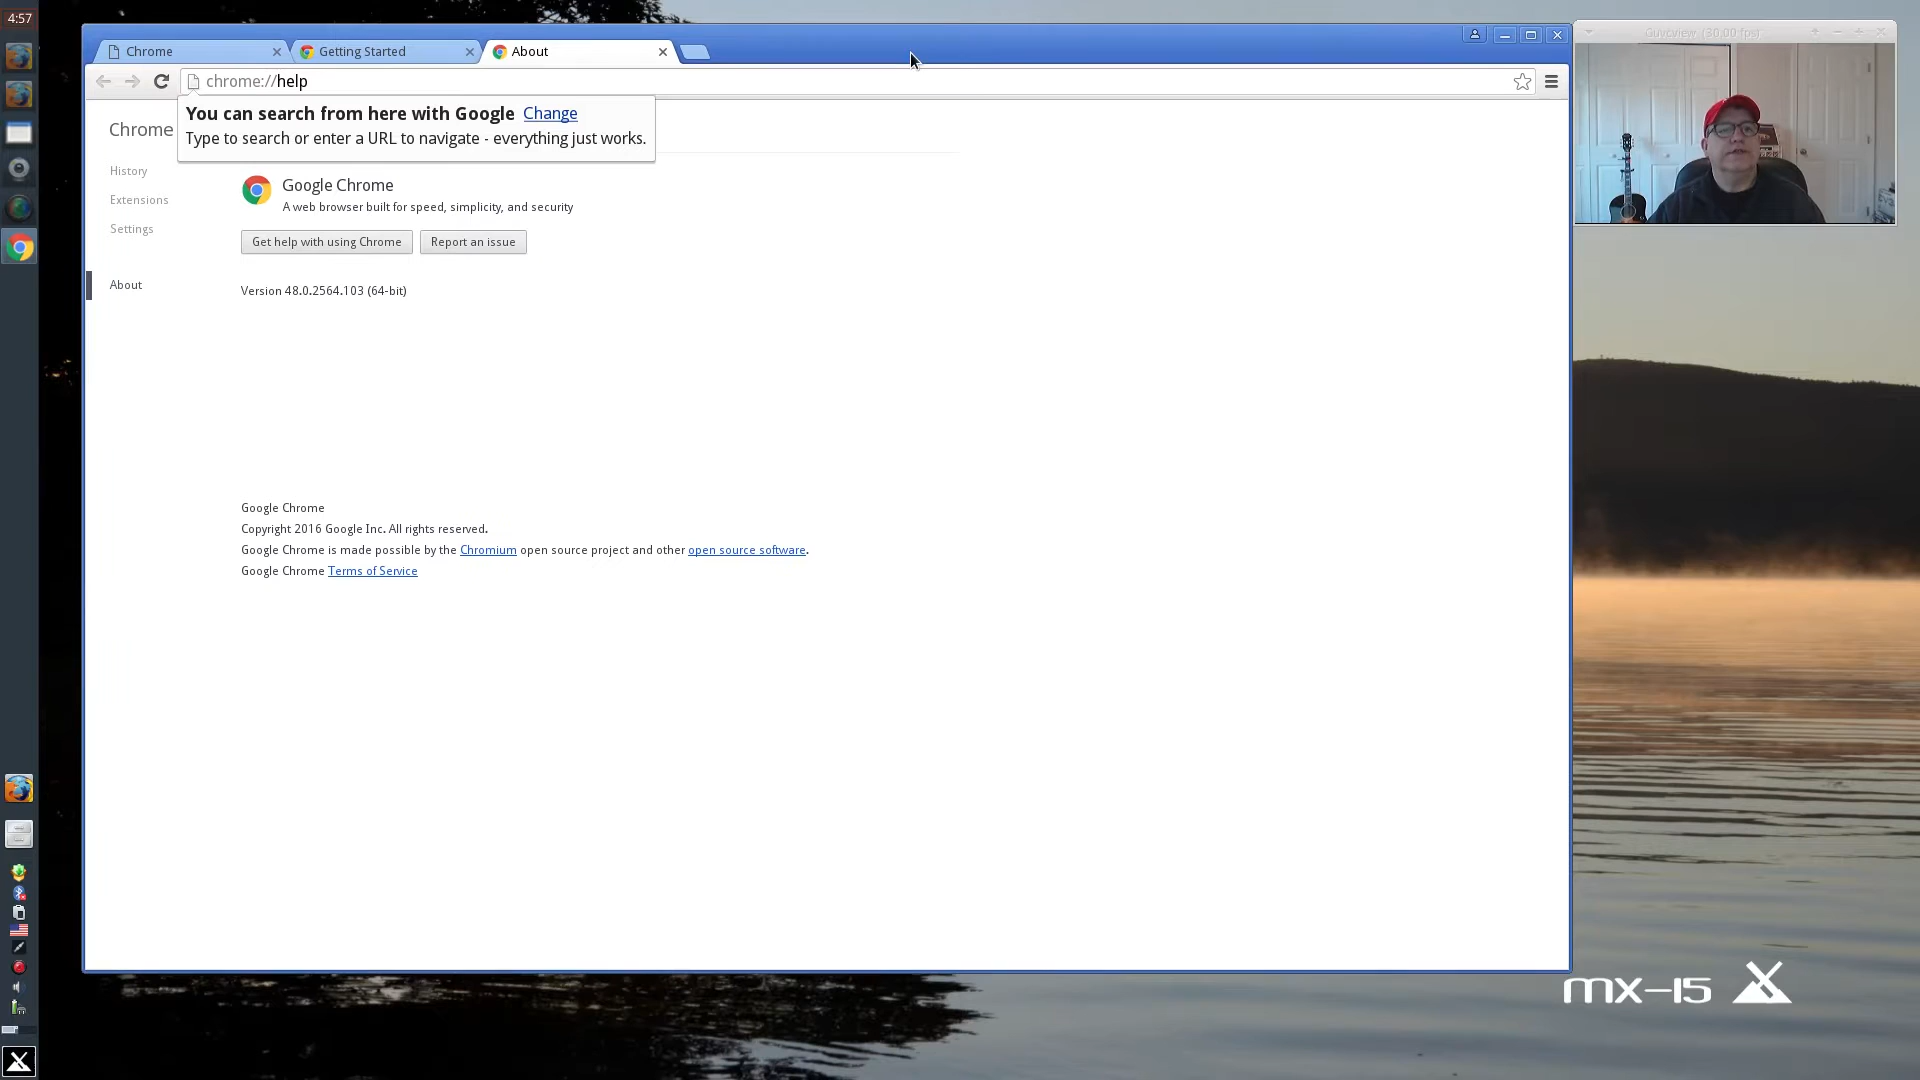 4:57
Chrome
Getting Started
About
Guvcview (30.00 fps)
chrome://help
You can search from here with Google Change
Type to search or enter a URL to navigate - everything just works.
Chrome
History
Extensions
Settings
About
Google Chrome
A web browser built for speed, simplicity, and security
Get help with using Chrome
Report an issue
Version 48.0.2564.103 (64-bit)
Google Chrome
Copyright 2016 Google Inc. All rights reserved.
Google Chrome is made possible by the Chromium open source project and other open source software.
Google Chrome Terms of Service
mx-15